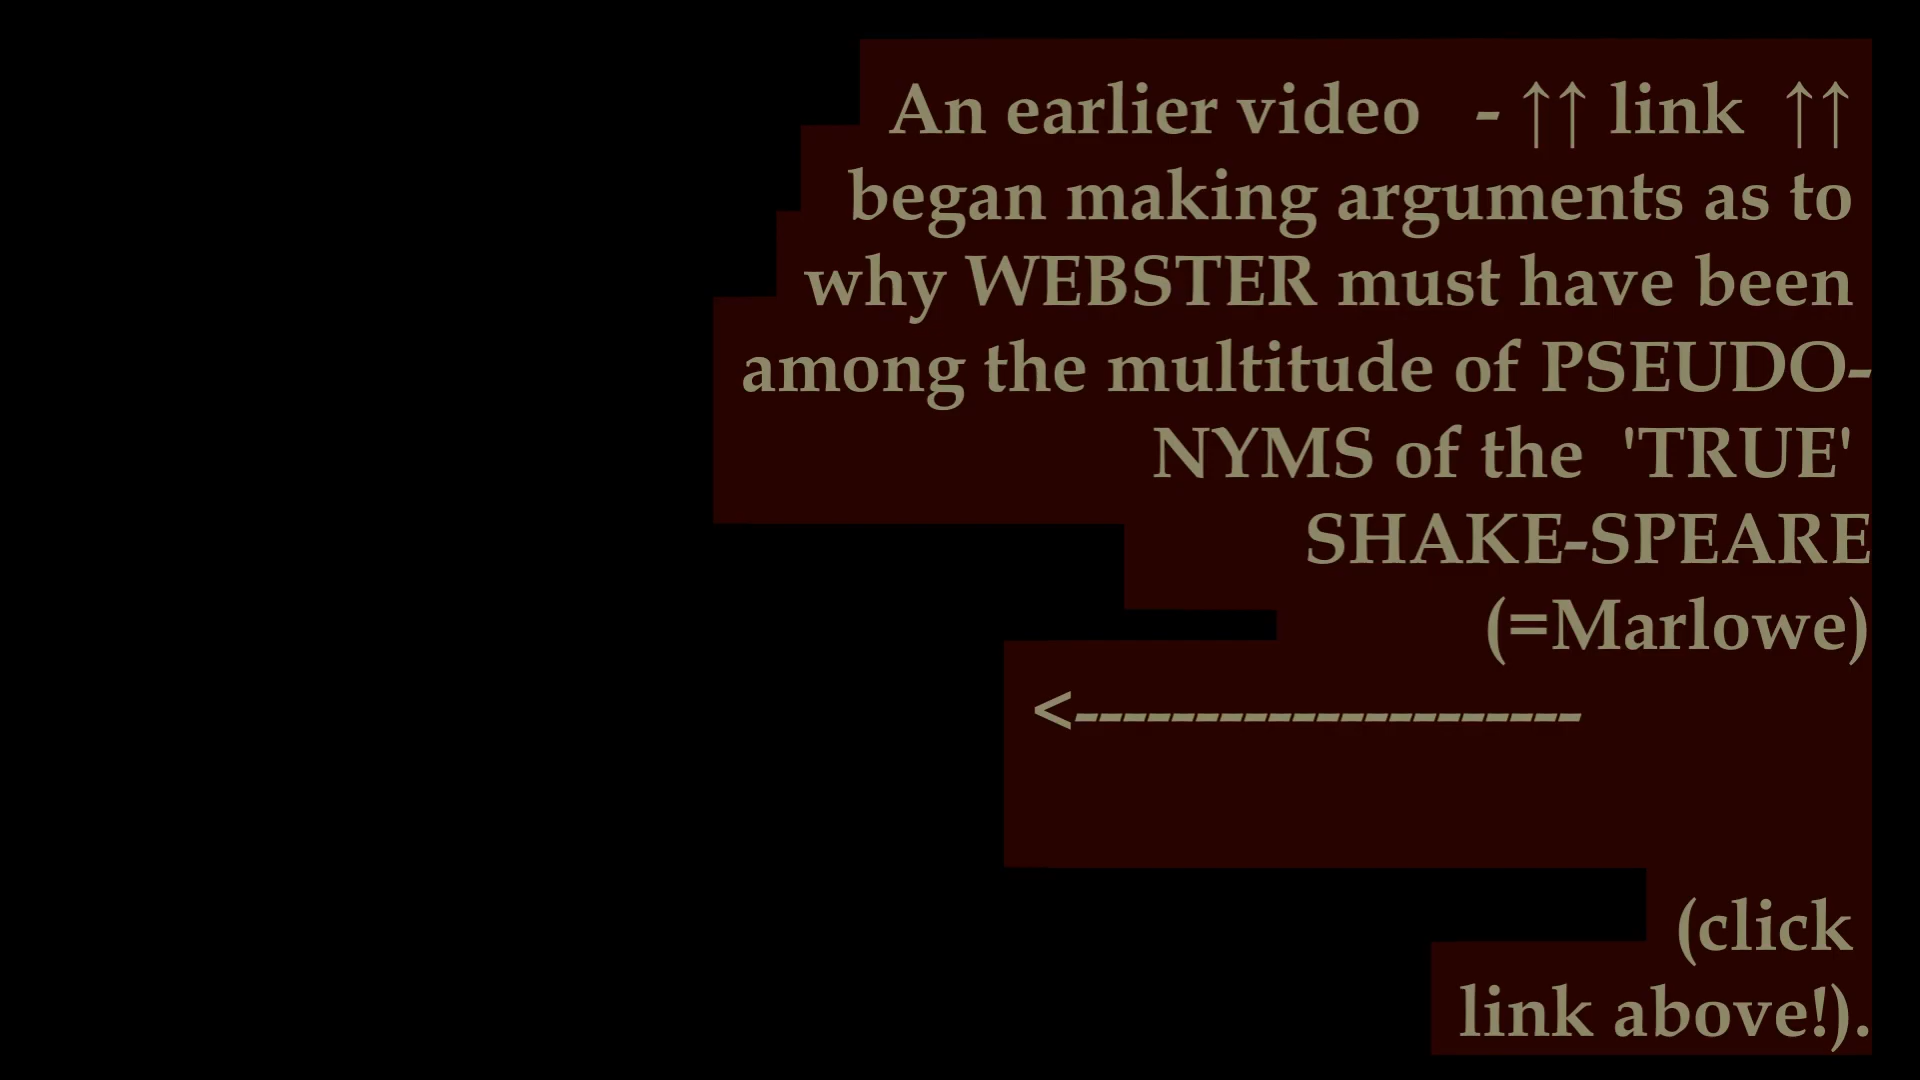 An earlier video - ↑↑ link ↑↑
began making arguments as to
why WEBSTER must have been
among the multitude of PSEUDO-
NYMS of the 'TRUE'
SHAKE-SPEARE
(=Marlowe)
<---------------------
(click
link above!).